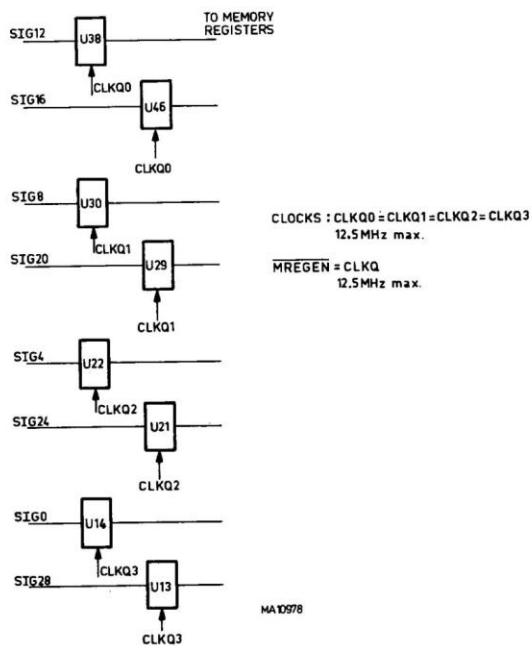 TO MEMORY
REGISTERS
SIG12
U38
CLKQ0
SIG16
U46
CLKQ0
SIG8
U30
CLKQ1
SIG20
U29
CLKQ1
SIG4
U22
CLKQ2
SIG24
U21
CLKQ2
SIG0
U14
CLKQ3
SIG28
U13
CLKQ3
CLOCKS : CLKQ0=CLKQ1=CLKQ2=CLKQ3
12.5MHz max.
MREGEN = CLKQ
12.5MHz max.
MA10978